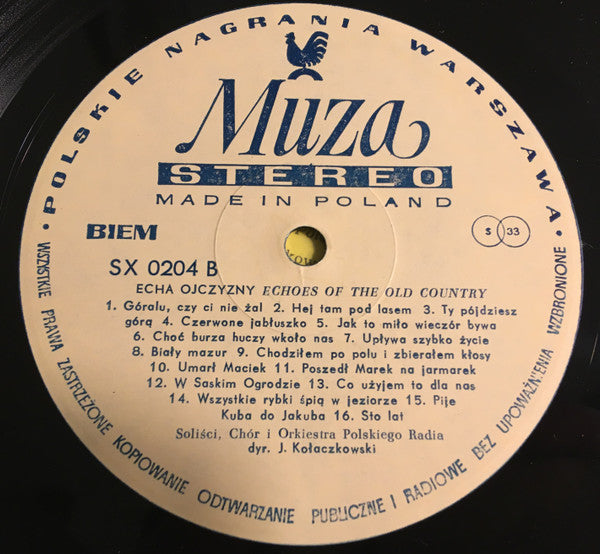 • POLSKIE NAGRANIA WARSZAWA •
Muza
STEREO
MADE IN POLAND
BIEM
S 33
SX 0204 B
ECHA OJCZYZNY ECHOES OF THE OLD COUNTRY
1. Góralu, czy ci nie żal 2. Hej tam pod lasem 3. Ty pójdziesz
górą 4. Czerwone jabłuszko 5. Jak to miło wieczór bywa
6. Choć burza huczy wkoło nas 7. Upływa szybko życie
8. Biały mazur 9. Chodziłem po polu i zbierałem kłosy
10. Umarł Maciek 11. Poszedł Marek na jarmarek
12. W Saskim Ogrodzie 13. Co użyjem to dla nas
14. Wszystkie rybki śpią w jeziorze 15. Pije
Kuba do Jakuba 16. Sto lat
Soliści, Chór i Orkiestra Polskiego Radia
dyr. J. Kołaczkowski
WSZYSTKIE PRAWA ZASTRZEŻONE KOPIOWANIE ODTWARZANIE PUBLICZNE I RADIOWE BEZ UPOWAŻNIENIA WZBRONIONE